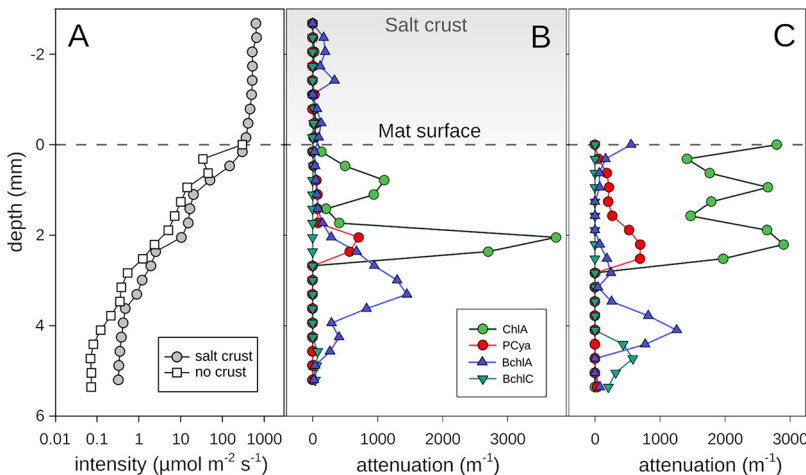 A
B
C
Salt crust
Mat surface
-2
0
2
4
6
depth (mm)
salt crust
no crust
ChlA
PCya
BchlA
BchlC
0.01 0.1 1 10 100 1000
0 1000 2000 3000
0 1000 2000 3000
intensity (µmol m-2 s-1)
attenuation (m-1)
attenuation (m-1)